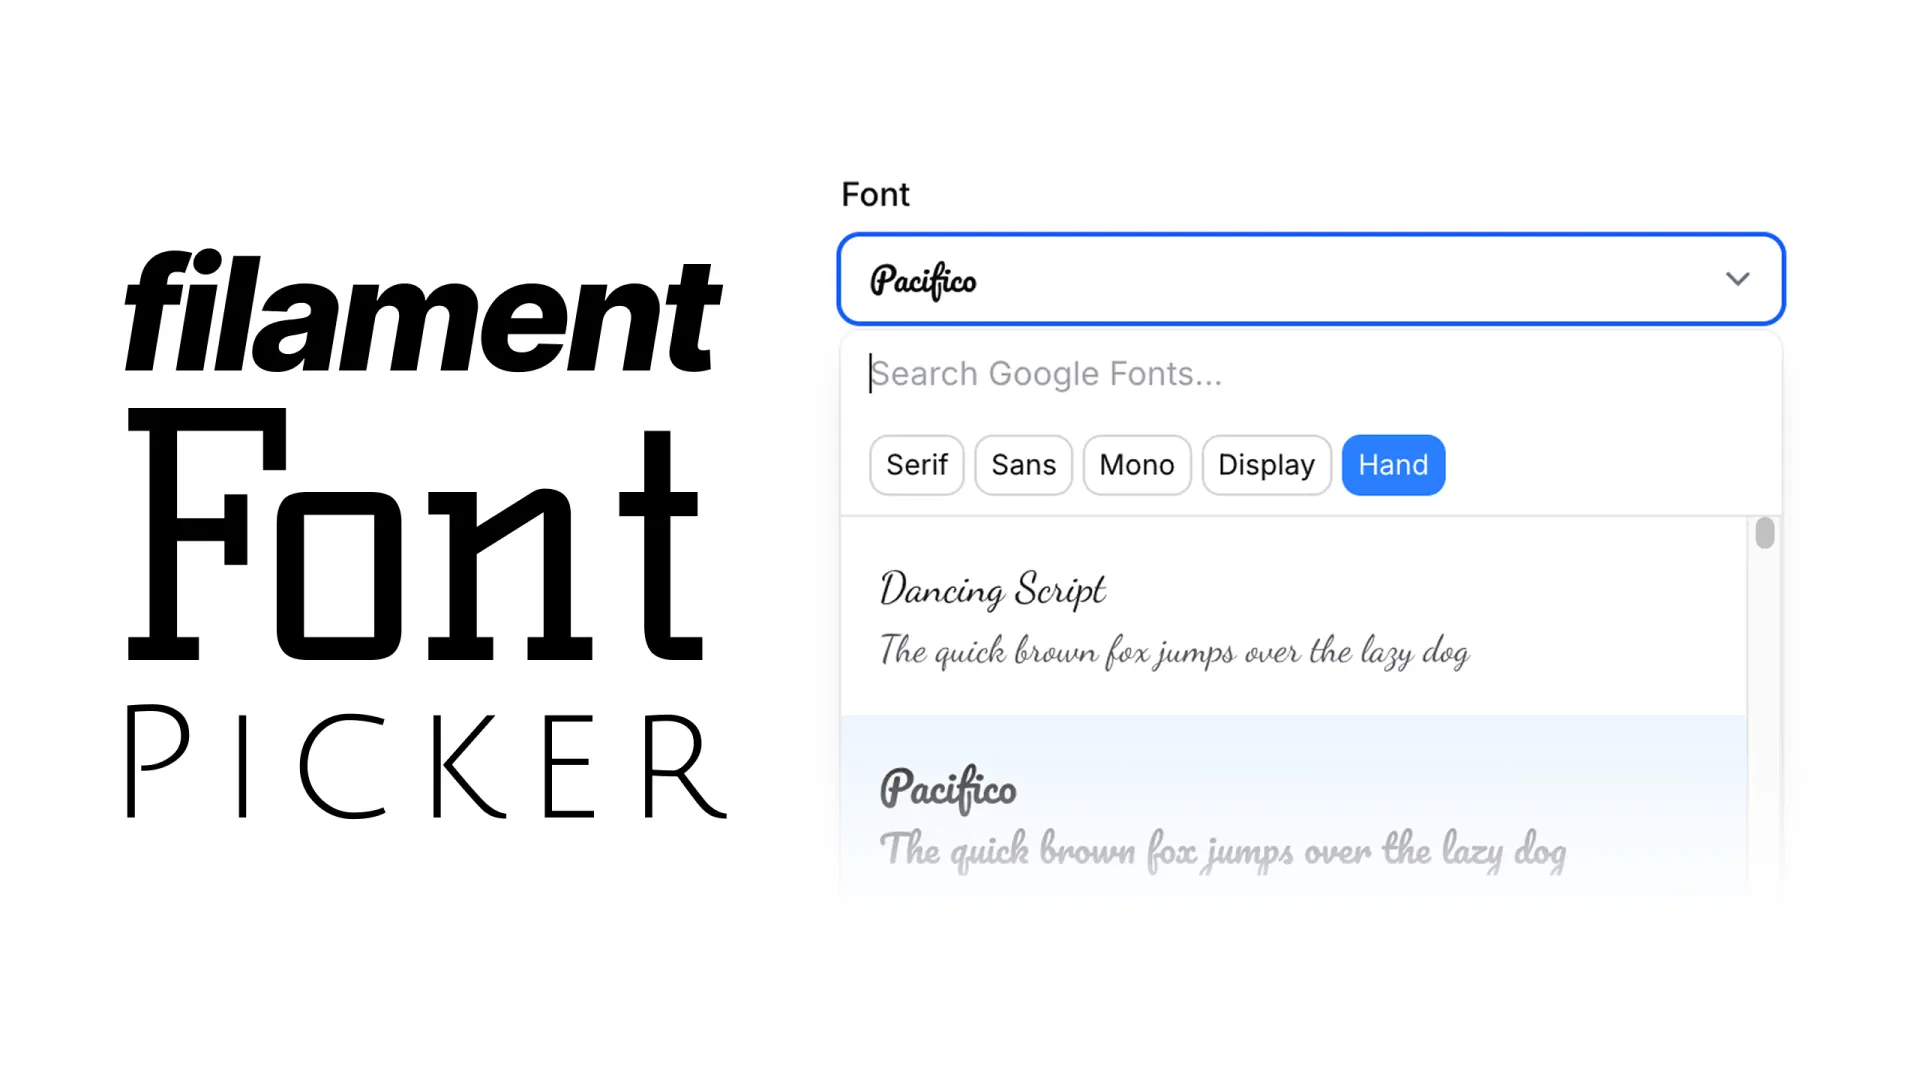 filament
Font
PICKER
Font
Pacifico
Search Google Fonts...
Serif Sans Mono Display Hand
Dancing Script
The quick brown fox jumps over the lazy dog
Pacifico
The quick brown fox jumps over the lazy dog